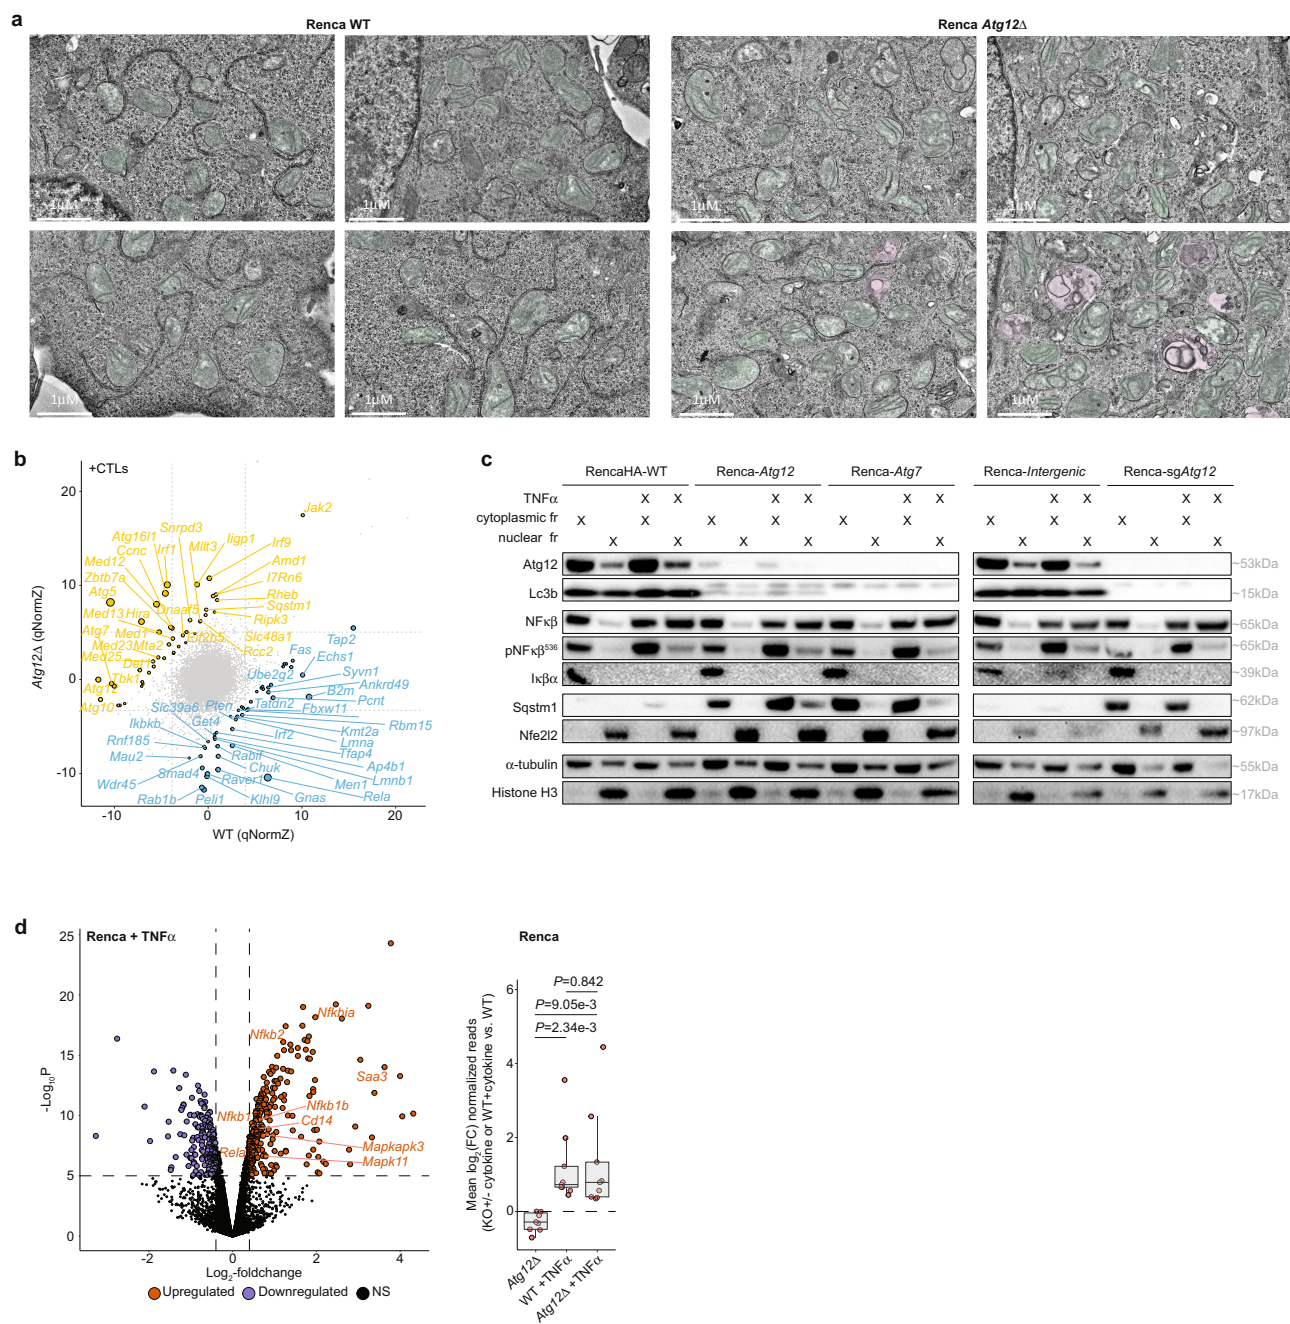 a
Renca WT
Renca Atg12Δ
1μM
1μM
1μM
1μM
1μM
1μM
1μM
1μM
b
+CTLs
Atg12Δ (qNormZ)
20
10
0
-10
-10
0
10
20
WT (qNormZ)
Jak2
Snrpd3
Atg16l1
Mllt3
Iigp1
Ccnc
Irf1
Irf9
Med12
Amd1
Zbtb7a
I7Rn6
Atg5
Rheb
Dnaaf5
Sqstm1
Med13
Hira
Ripk3
Atg7
Med1
Eif2b5
Slc48a1
Med23
Mta2
Rcc2
Med25
Det1
Tbk1
Atg12
Atg10
Tap2
Fas
Echs1
Ube2g2
Syvn1
Ankrd49
B2m
Pcnt
Slc39a6
Pten
Tatdn2
Fbxw11
Rbm15
Ikbkb
Get4
Kmt2a
Irf2
Lmna
Rnf185
Tfap4
Mau2
Rabif
Ap4b1
Chuk
Smad4
Raver1
Lmnb1
Wdr45
Men1
Rela
Rab1b
Peli1
Klhl9
Gnas
c
RencaHA-WT
Renca-Atg12
Renca-Atg7
Renca-Intergenic
Renca-sgAtg12
TNFα X X X X X X X X X X
cytoplasmic fr X X X X X X X X X X
nuclear fr X X X X X X X X X X
Atg12 ~53kDa
Lc3b ~15kDa
NFκβ ~65kDa
pNFκβ⁵³⁶ ~65kDa
Iκβα ~39kDa
Sqstm1 ~62kDa
Nfe2l2 ~97kDa
α-tubulin ~55kDa
Histone H3 ~17kDa
d
Renca + TNFα
-Log₁₀P
25
20
15
10
5
0
-2
0
2
4
Log₂-foldchange
Nfkbia
Nfkb2
Saa3
Nfkb1
Nfkb1b
Cd14
Rela
Mapkapk3
Mapk11
Upregulated
Downregulated
NS
Renca
Mean log₂(FC) normalized reads
(KO+/- cytokine or WT+cytokine vs. WT)
6
4
2
0
P=0.842
P=9.05e-3
P=2.34e-3
Atg12Δ
WT +TNFα
Atg12Δ +TNFα